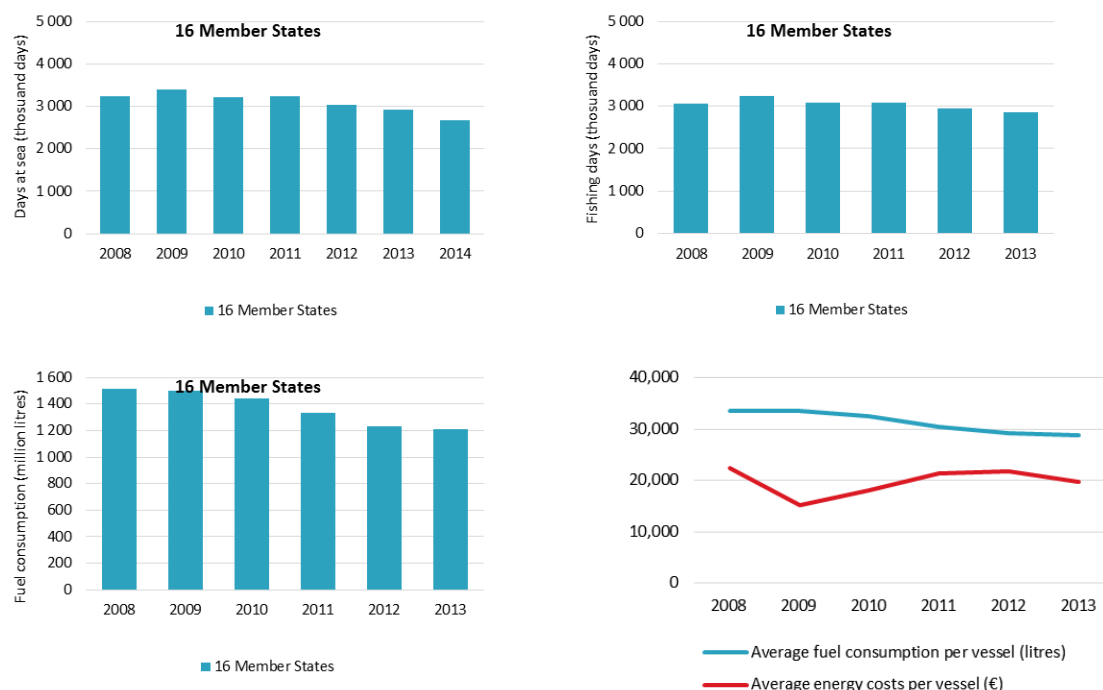 16 Member States
Days at sea (thosuand days)
5 000
4 000
3 000
2 000
1 000
0
2008 2009 2010 2011 2012 2013 2014
16 Member States
16 Member States
Fishing days (thousand days)
5 000
4 000
3 000
2 000
1 000
0
2008 2009 2010 2011 2012 2013
16 Member States
16 Member States
Fuel consumption (million litres)
1 600
1 400
1 200
1 000
800
600
400
200
0
2008 2009 2010 2011 2012 2013
16 Member States
40,000
30,000
20,000
10,000
0
2008 2009 2010 2011 2012 2013
Average fuel consumption per vessel (litres)
Average energy costs per vessel (€)